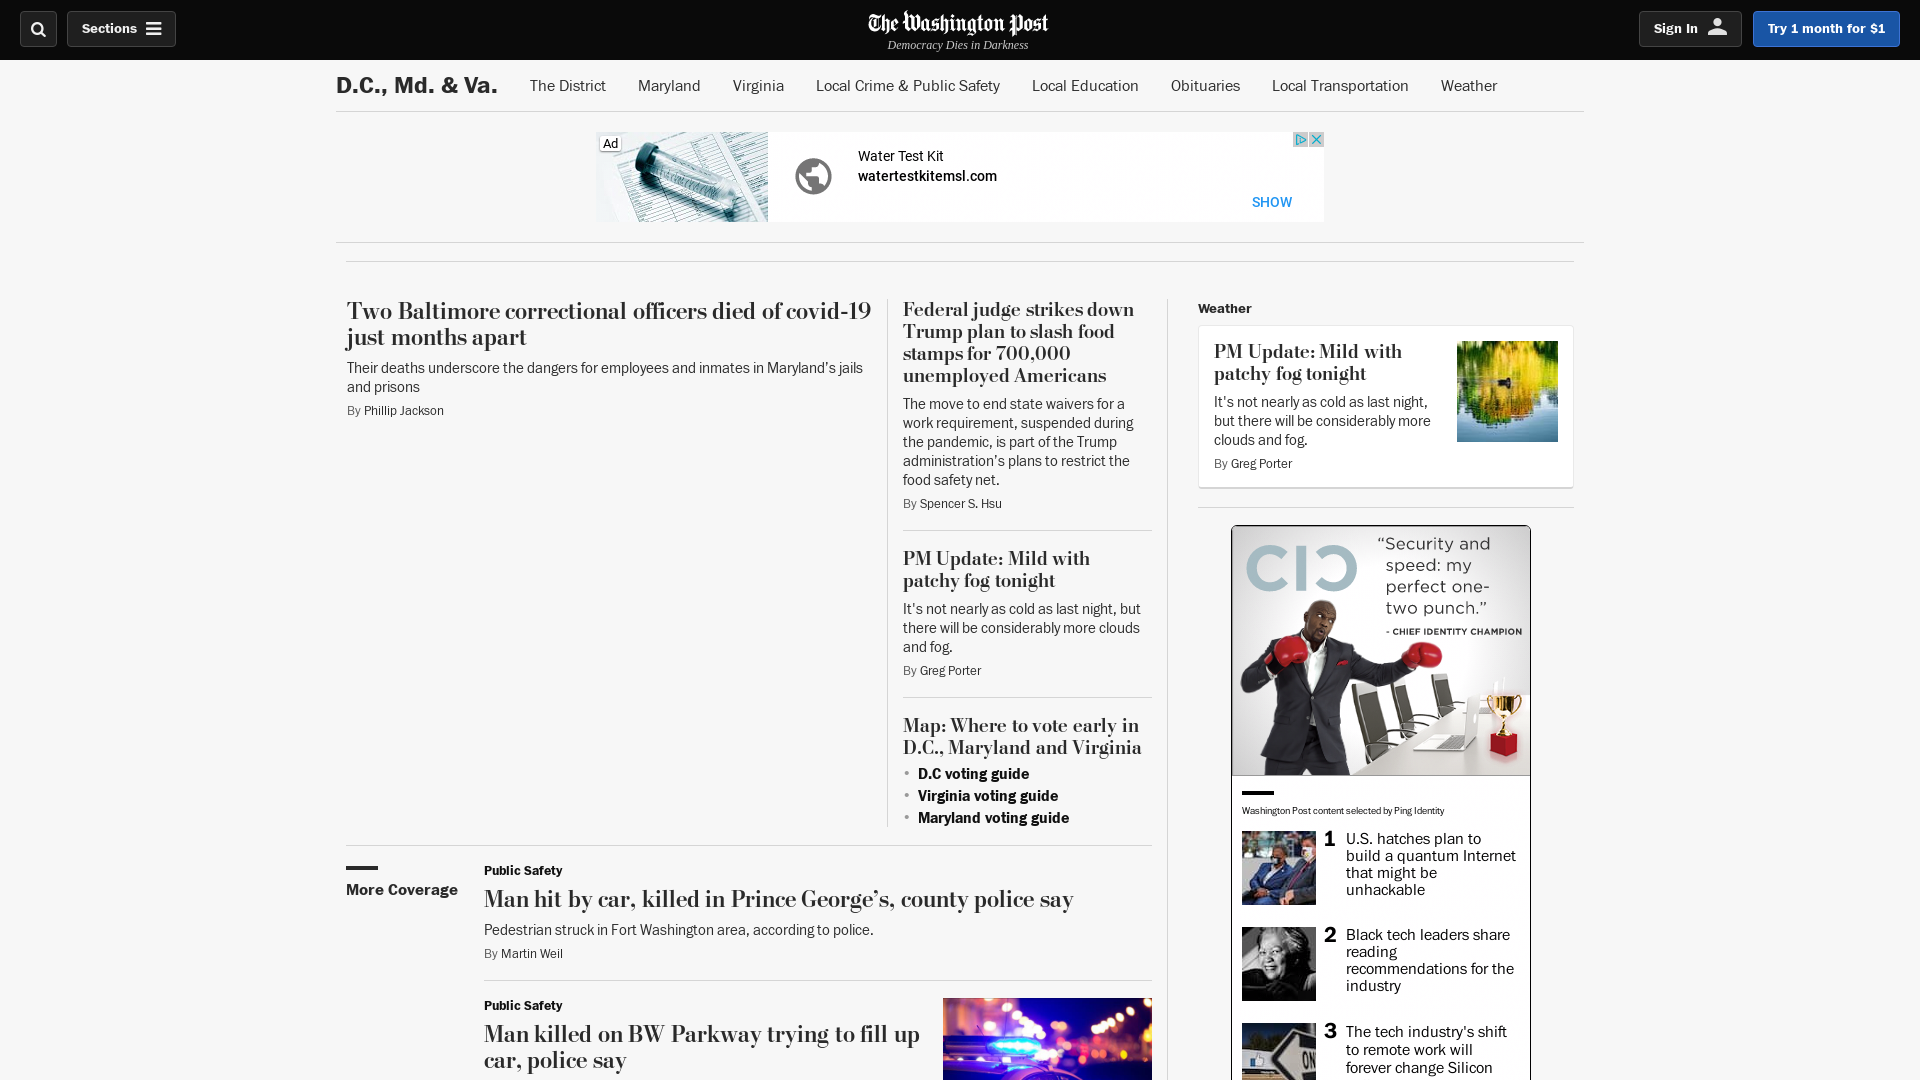 Sections
The Washington Post
Democracy Dies in Darkness
Sign In
Try 1 month for $1
D.C., Md. & Va.
The District
Maryland
Virginia
Local Crime & Public Safety
Local Education
Obituaries
Local Transportation
Weather
Ad
Water Test Kit
watertestkitemsl.com
SHOW
Two Baltimore correctional officers died of covid-19
just months apart
Their deaths underscore the dangers for employees and inmates in Maryland’s jails
and prisons
By Phillip Jackson
Federal judge strikes down
Trump plan to slash food
stamps for 700,000
unemployed Americans
The move to end state waivers for a
work requirement, suspended during
the pandemic, is part of the Trump
administration’s plans to restrict the
food safety net.
By Spencer S. Hsu
PM Update: Mild with
patchy fog tonight
It's not nearly as cold as last night, but
there will be considerably more clouds
and fog.
By Greg Porter
Map: Where to vote early in
D.C., Maryland and Virginia
• D.C voting guide
• Virginia voting guide
• Maryland voting guide
Weather
PM Update: Mild with
patchy fog tonight
It's not nearly as cold as last night,
but there will be considerably more
clouds and fog.
By Greg Porter
CIC
“Security and
speed: my
perfect one-
two punch.”
- CHIEF IDENTITY CHAMPION
Washington Post content selected by Ping Identity
1 U.S. hatches plan to
build a quantum Internet
that might be
unhackable
2 Black tech leaders share
reading
recommendations for the
industry
3 The tech industry's shift
to remote work will
forever change Silicon
More Coverage
Public Safety
Man hit by car, killed in Prince George’s, county police say
Pedestrian struck in Fort Washington area, according to police.
By Martin Weil
Public Safety
Man killed on BW Parkway trying to fill up
car, police say